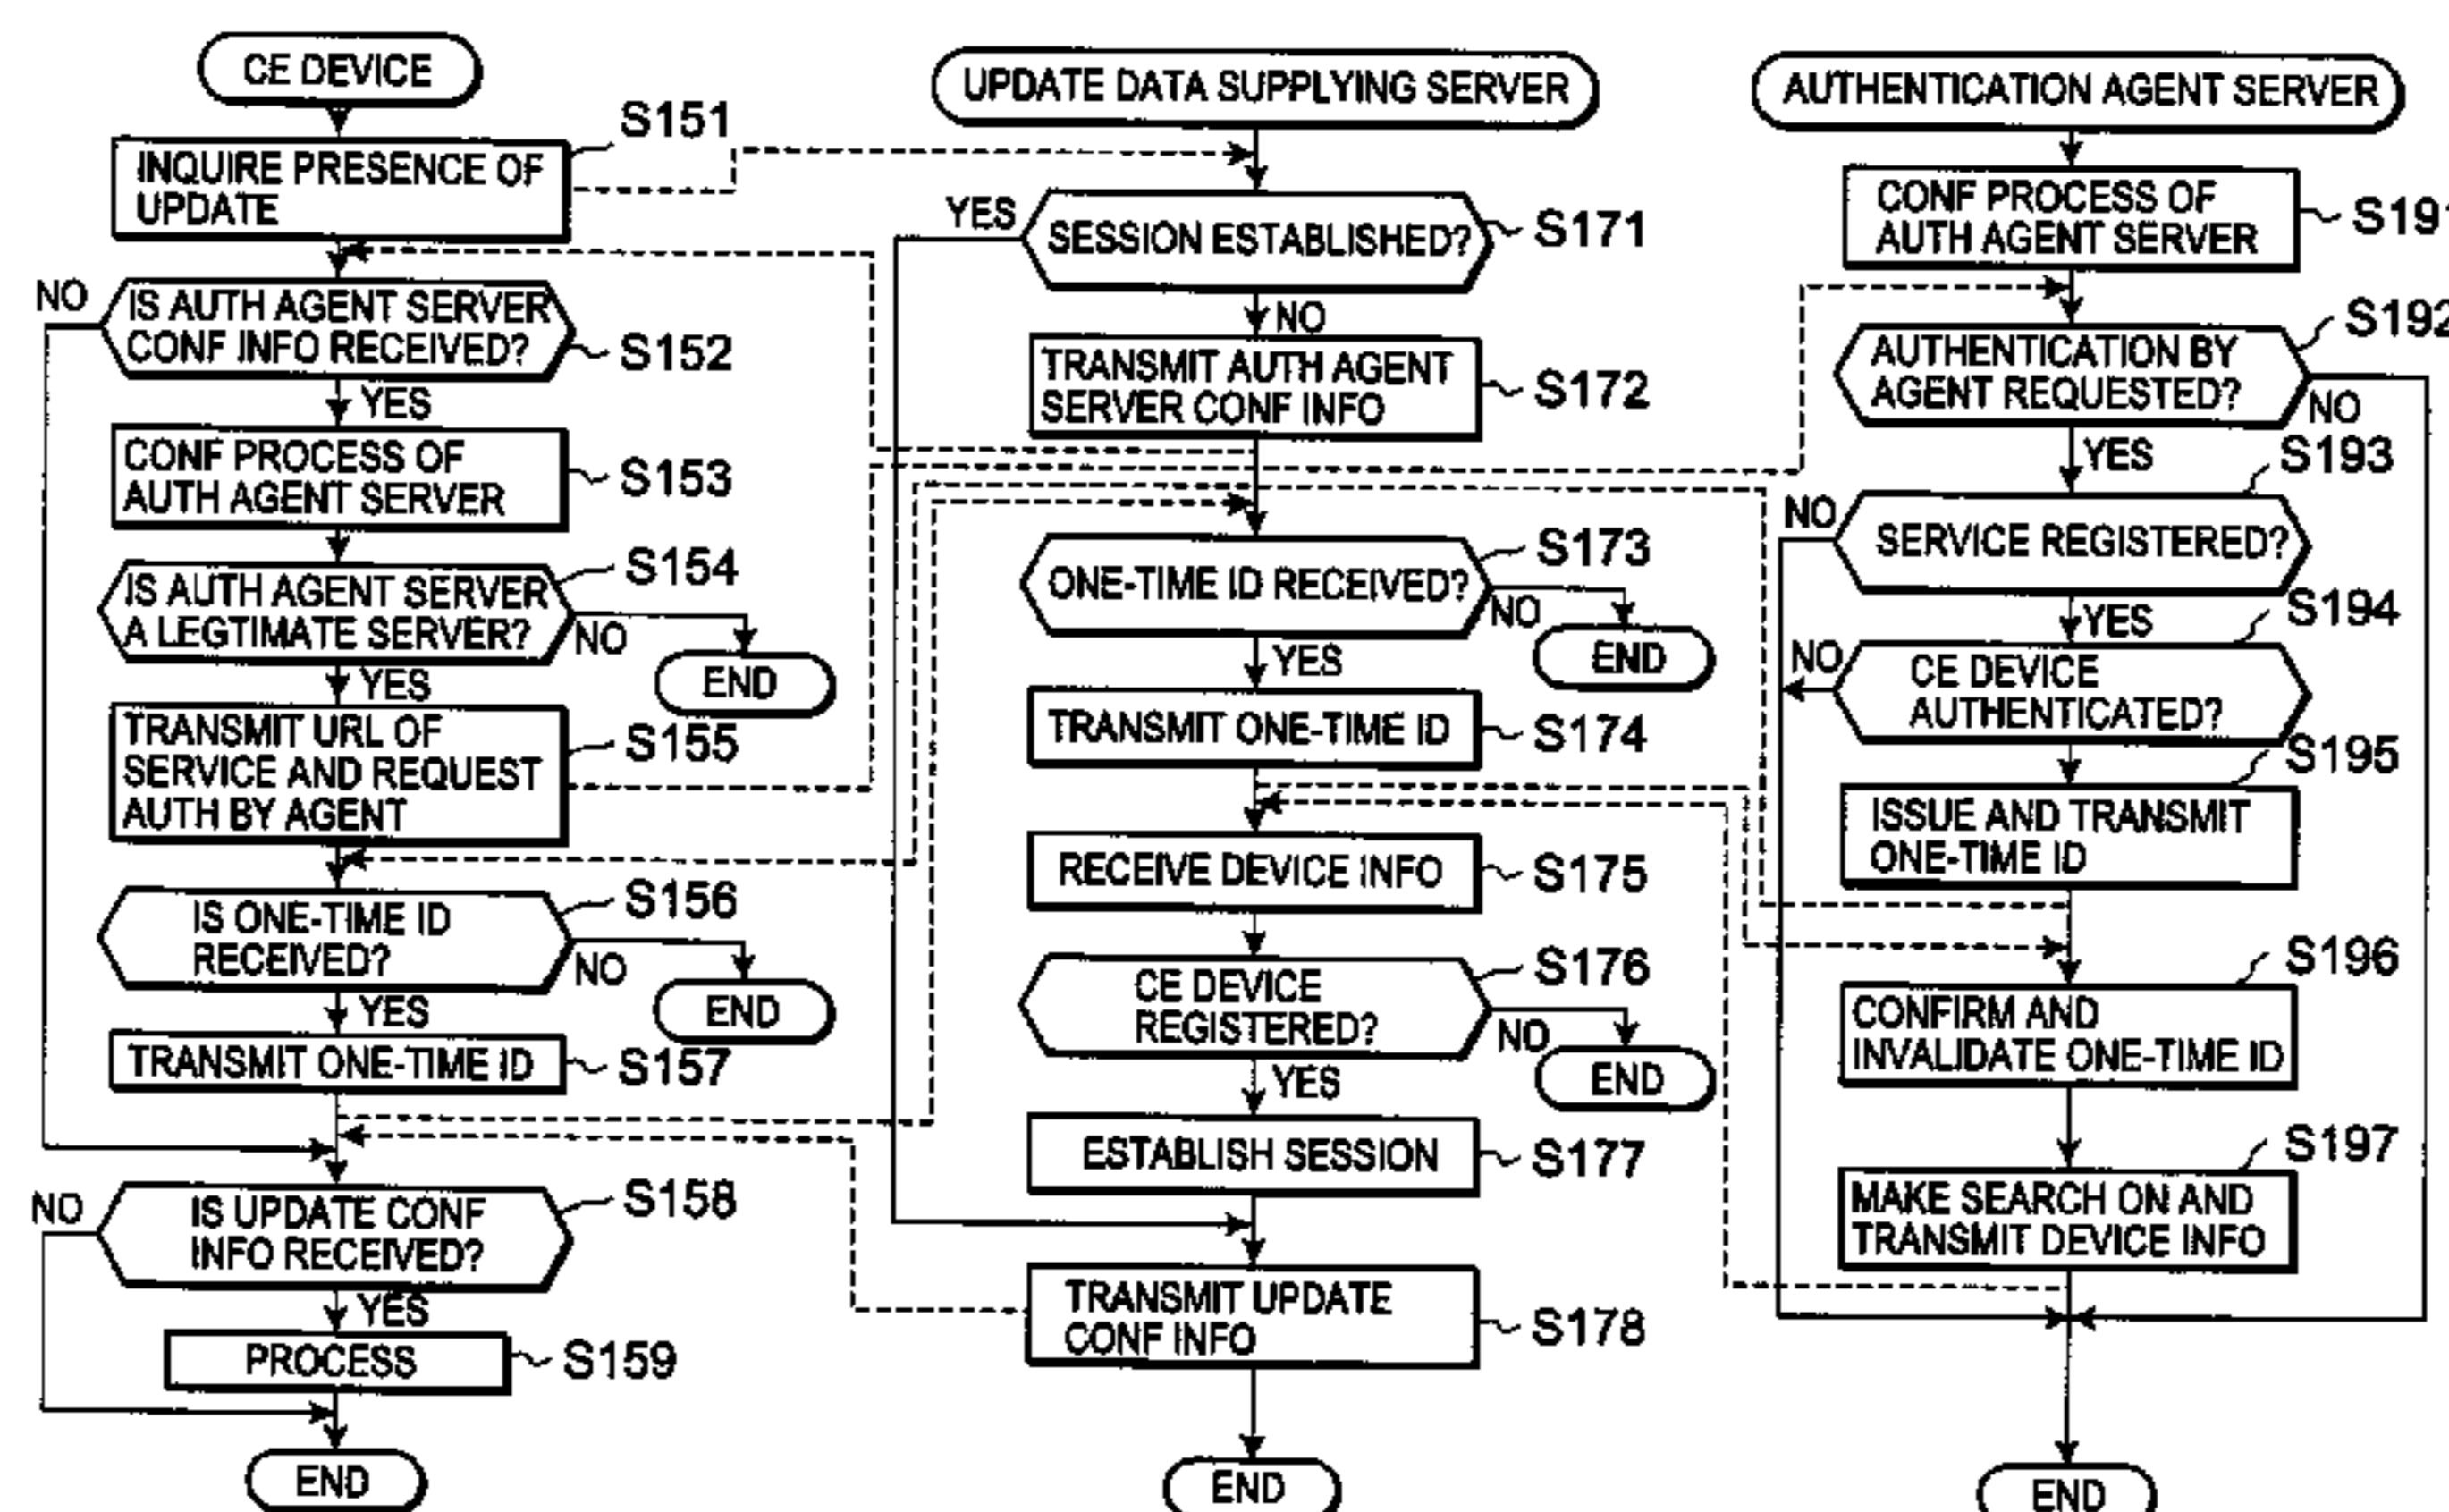 CE DEVICE
INQUIRE PRESENCE OF
UPDATE
S151
NO
IS AUTH AGENT SERVER
CONF INFO RECEIVED?
S152
YES
CONF PROCESS OF
AUTH AGENT SERVER
S153
IS AUTH AGENT SERVER
A LEGTIMATE SERVER?
S154
NO
END
YES
TRANSMIT URL OF
SERVICE AND REQUEST
AUTH BY AGENT
S155
IS ONE-TIME ID
RECEIVED?
S156
NO
END
YES
TRANSMIT ONE-TIME ID
S157
NO
IS UPDATE CONF
INFO RECEIVED?
S158
YES
PROCESS
S159
END
UPDATE DATA SUPPLYING SERVER
YES
SESSION ESTABLISHED?
S171
NO
TRANSMIT AUTH AGENT
SERVER CONF INFO
S172
ONE-TIME ID RECEIVED?
S173
NO
END
YES
TRANSMIT ONE-TIME ID
S174
RECEIVE DEVICE INFO
S175
CE DEVICE
REGISTERED?
S176
NO
END
YES
ESTABLISH SESSION
S177
TRANSMIT UPDATE
CONF INFO
S178
END
AUTHENTICATION AGENT SERVER
CONF PROCESS OF
AUTH AGENT SERVER
S191
AUTHENTICATION BY
AGENT REQUESTED?
S192
NO
YES
S193
NO
SERVICE REGISTERED?
YES
S194
NO
CE DEVICE
AUTHENTICATED?
S195
ISSUE AND TRANSMIT
ONE-TIME ID
S196
CONFIRM AND
INVALIDATE ONE-TIME ID
S197
MAKE SEARCH ON AND
TRANSMIT DEVICE INFO
END